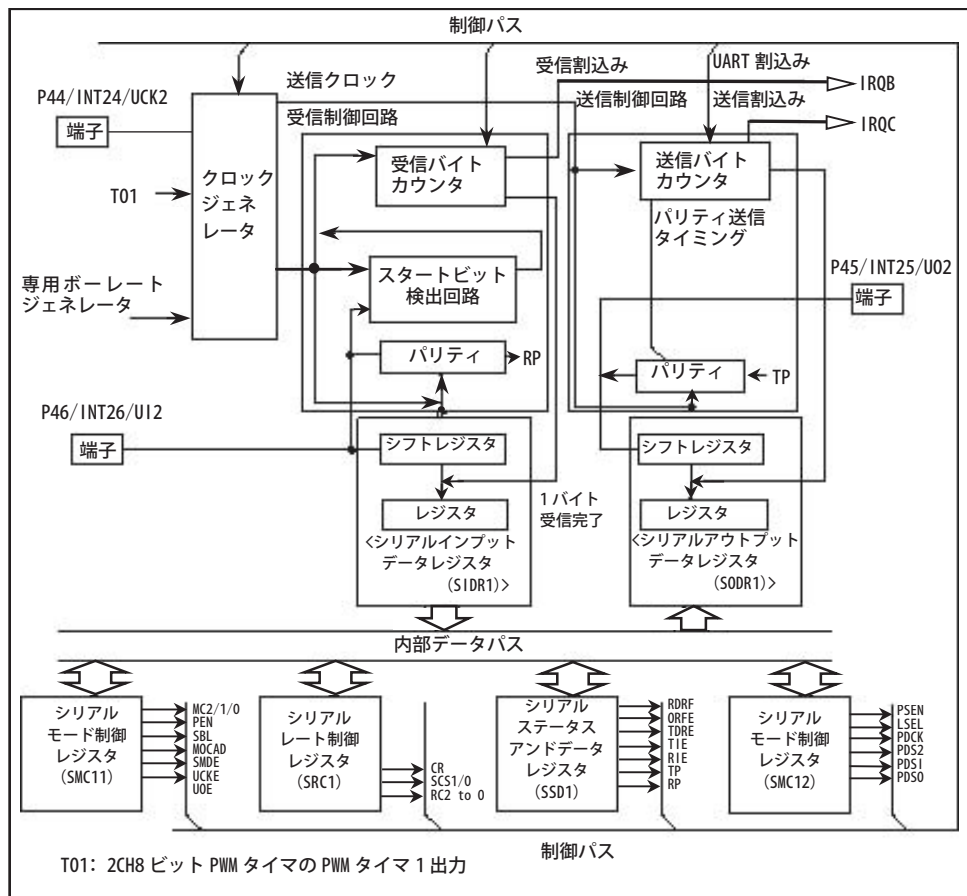 制御パス
送信クロック
受信割込み
UART 割込み
IRQB
P44/INT24/UCK2
端子
受信制御回路
送信制御回路
送信割込み
IRQC
クロック
ジェネ
レータ
T01
受信バイト
カウンタ
送信バイト
カウンタ
パリティ送信
タイミング
スタートビット
検出回路
専用ボーレート
ジェネレータ
P45/INT25/UO2
端子
パリティ
RP
パリティ
TP
P46/INT26/UI2
端子
シフトレジスタ
シフトレジスタ
レジスタ
1バイト
受信完了
レジスタ
<シリアルインプット
データレジスタ
(SIDR1)>
<シリアルアウトプット
データレジスタ
(SODR1)>
内部データパス
シリアル
モード制御
レジスタ
(SMC11)
MC2/1/0
PEN
SBL
MOCAD
SMDE
UCKE
UOE
シリアル
レート制御
レジスタ
(SRC1)
CR
SCS1/0
RC2 to 0
シリアル
ステータス
アンドデータ
レジスタ
(SSD1)
RDRF
ORFE
TDRE
TIE
RIE
TP
RP
シリアル
モード制御
レジスタ
(SMC12)
PSEN
LSEL
PDCK
PDS2
PDSI
PDSO
制御パス
T01: 2CH8 ビット PWM タイマの PWM タイマ 1 出力